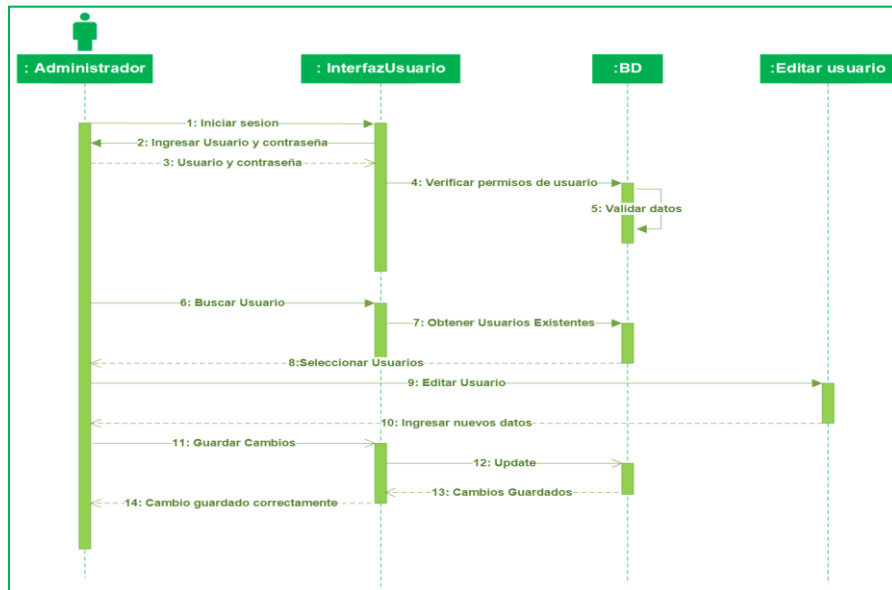 : Administrador
: InterfazUsuario
:BD
:Editar usuario
1: Iniciar sesion
2: Ingresar Usuario y contraseña
3: Usuario y contraseña
4: Verificar permisos de usuario
5: Validar datos
6: Buscar Usuario
7: Obtener Usuarios Existentes
8:Seleccionar Usuarios
9: Editar Usuario
10: Ingresar nuevos datos
11: Guardar Cambios
12: Update
13: Cambios Guardados
14: Cambio guardado correctamente